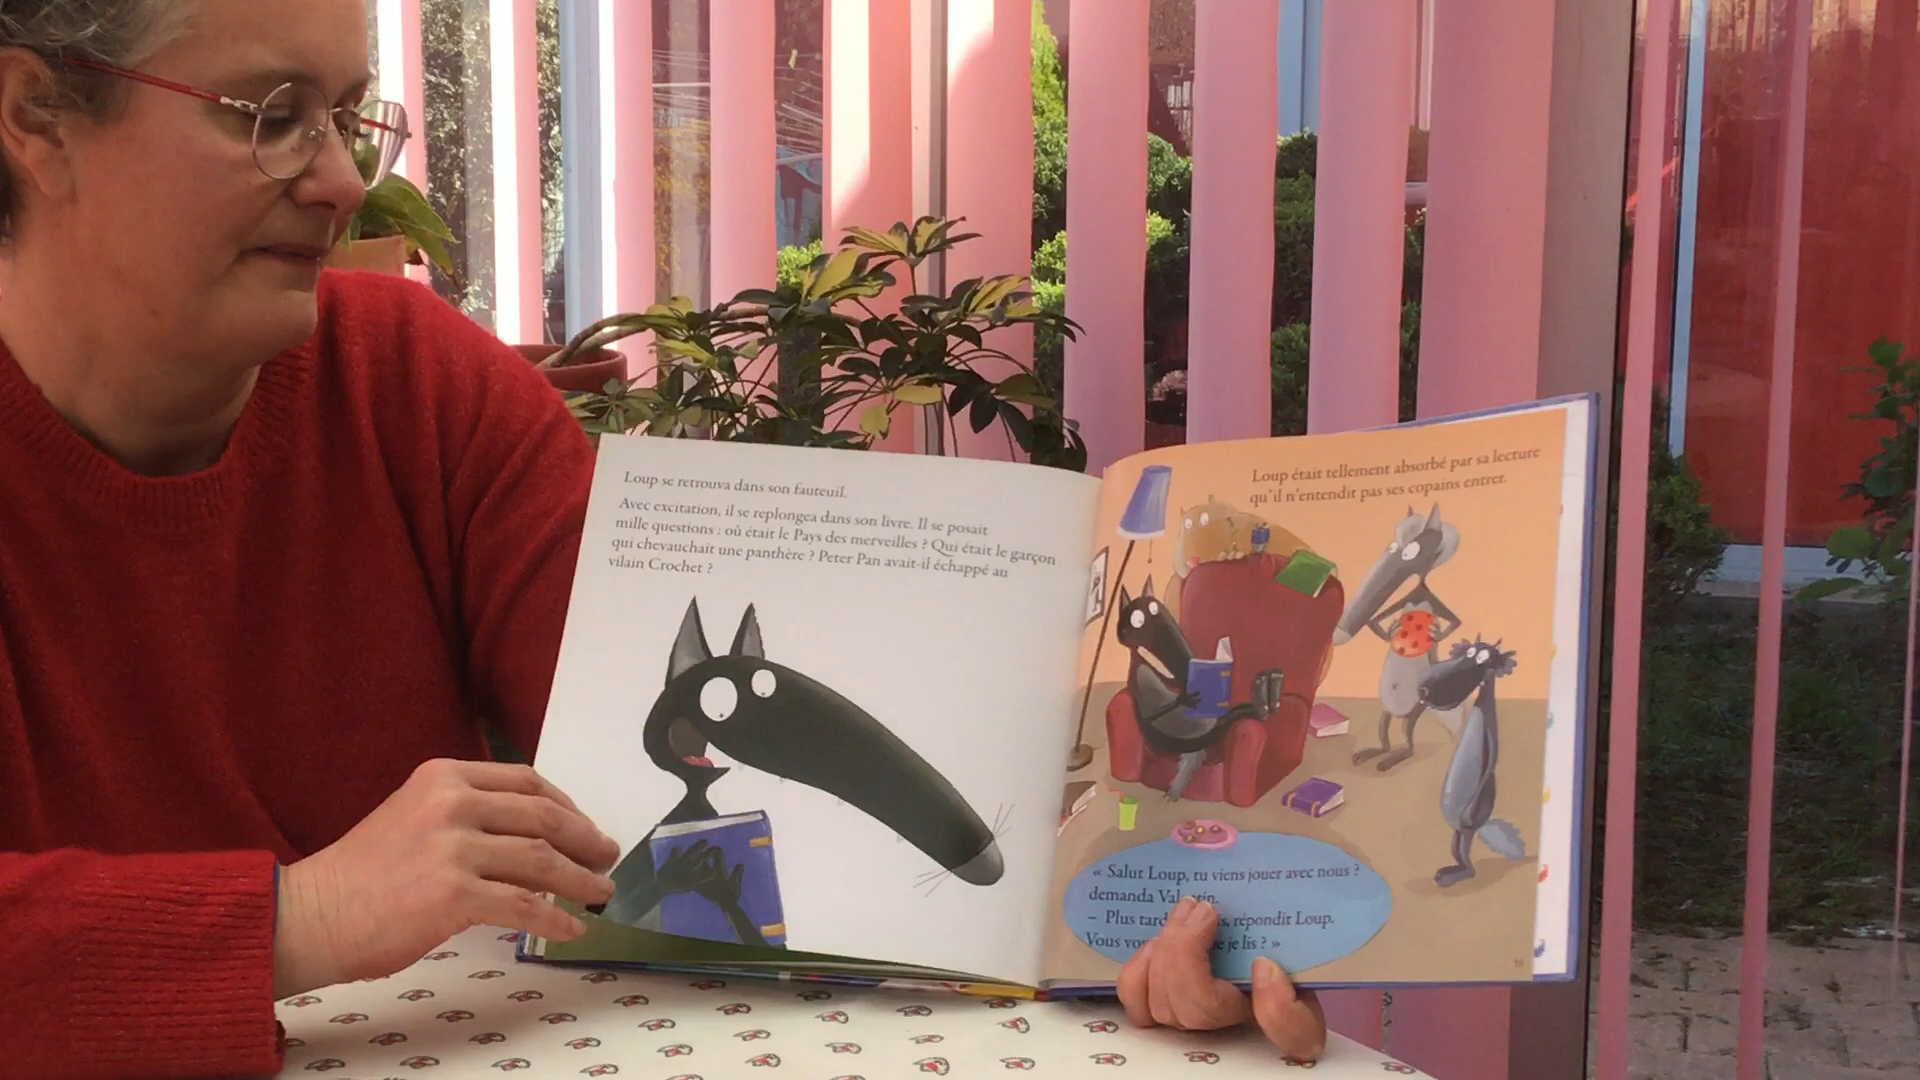 Loup se retrouva dans son fauteuil.
Avec excitation, il se replongea dans son livre. Il se posait
mille questions : où était le Pays des merveilles ? Qui était le garçon
qui chevauchait une panthère ? Peter Pan avait-il échappé au
vilain Crochet ?
Loup était tellement absorbé par sa lecture
qu'il n'entendit pas ses copains entrer.
« Salut Loup, tu viens jouer avec nous ?
demanda Valentin.
– Plus tard répondit Loup.
Vous je lis ? »